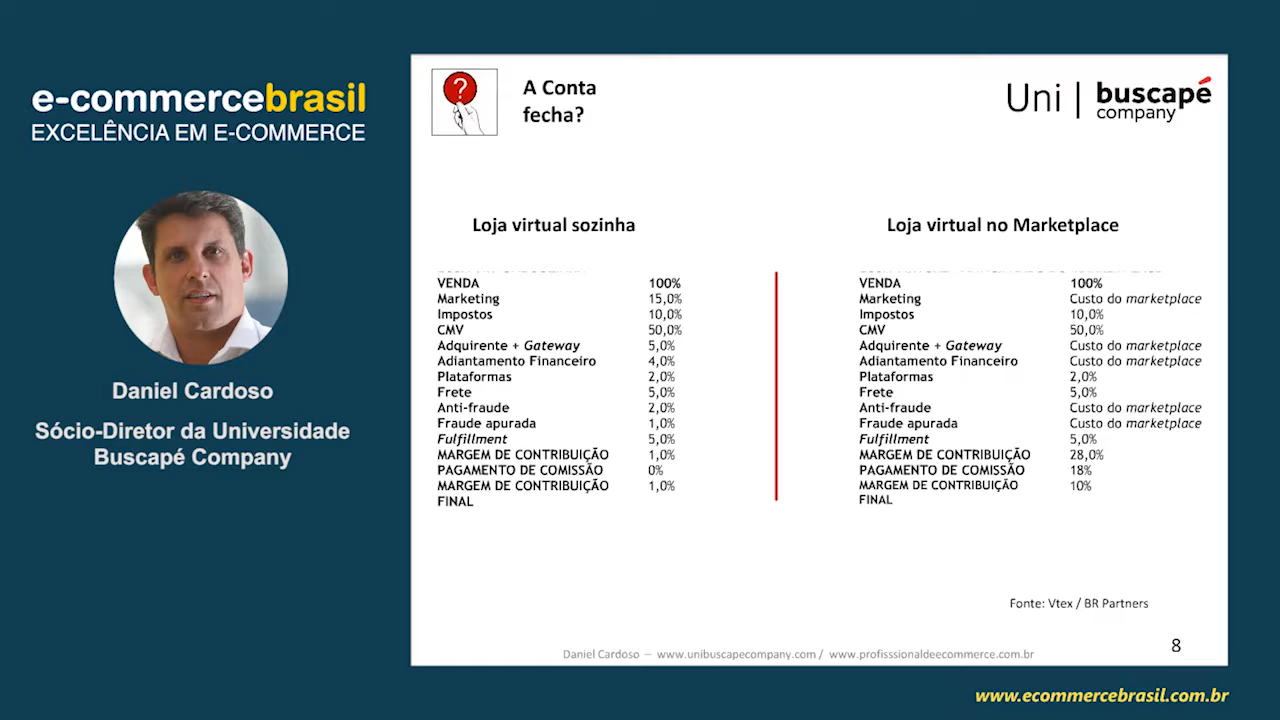 e-commercebrasil
EXCELÊNCIA EM E-COMMERCE
Daniel Cardoso
Sócio-Diretor da Universidade
Buscapé Company
?
A Conta
fecha?
Uni | buscapé
company
Loja virtual sozinha
VENDA 100%
Marketing 15,0%
Impostos 10,0%
CMV 50,0%
Adquirente + Gateway 5,0%
Adiantamento Financeiro 4,0%
Plataformas 2,0%
Frete 5,0%
Anti-fraude 2,0%
Fraude apurada 1,0%
Fulfillment 5,0%
MARGEM DE CONTRIBUIÇÃO 1,0%
PAGAMENTO DE COMISSÃO 0%
MARGEM DE CONTRIBUIÇÃO 1,0%
FINAL
Loja virtual no Marketplace
VENDA 100%
Marketing Custo do marketplace
Impostos 10,0%
CMV 50,0%
Adquirente + Gateway Custo do marketplace
Adiantamento Financeiro Custo do marketplace
Plataformas 2,0%
Frete 5,0%
Anti-fraude Custo do marketplace
Fraude apurada Custo do marketplace
Fulfillment 5,0%
MARGEM DE CONTRIBUIÇÃO 28,0%
PAGAMENTO DE COMISSÃO 18%
MARGEM DE CONTRIBUIÇÃO 10%
FINAL
Fonte: Vtex / BR Partners
8
Daniel Cardoso – www.unibuscapecompany.com / www.profisssionaldeecommerce.com.br
www.ecommercebrasil.com.br